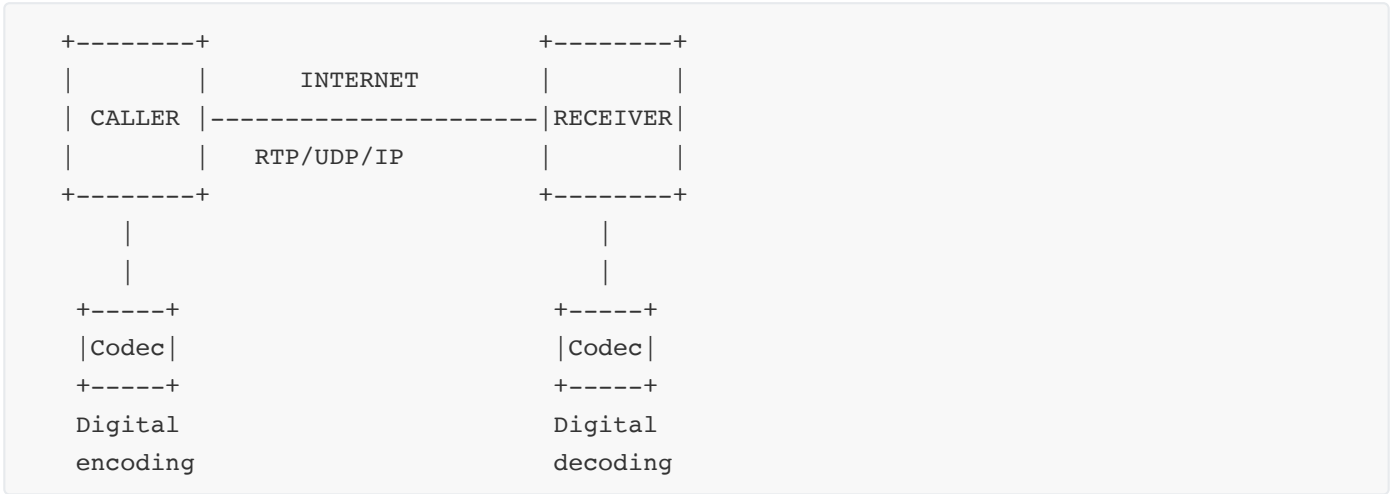 +--------+                      +--------+
|        |      INTERNET        |        |
| CALLER |----------------------|RECEIVER|
|        |   RTP/UDP/IP         |        |
+--------+                      +--------+
    |                               |
    |                               |
 +-----+                         +-----+
 |Codec|                         |Codec|
 +-----+                         +-----+
 Digital                         Digital
 encoding                        decoding